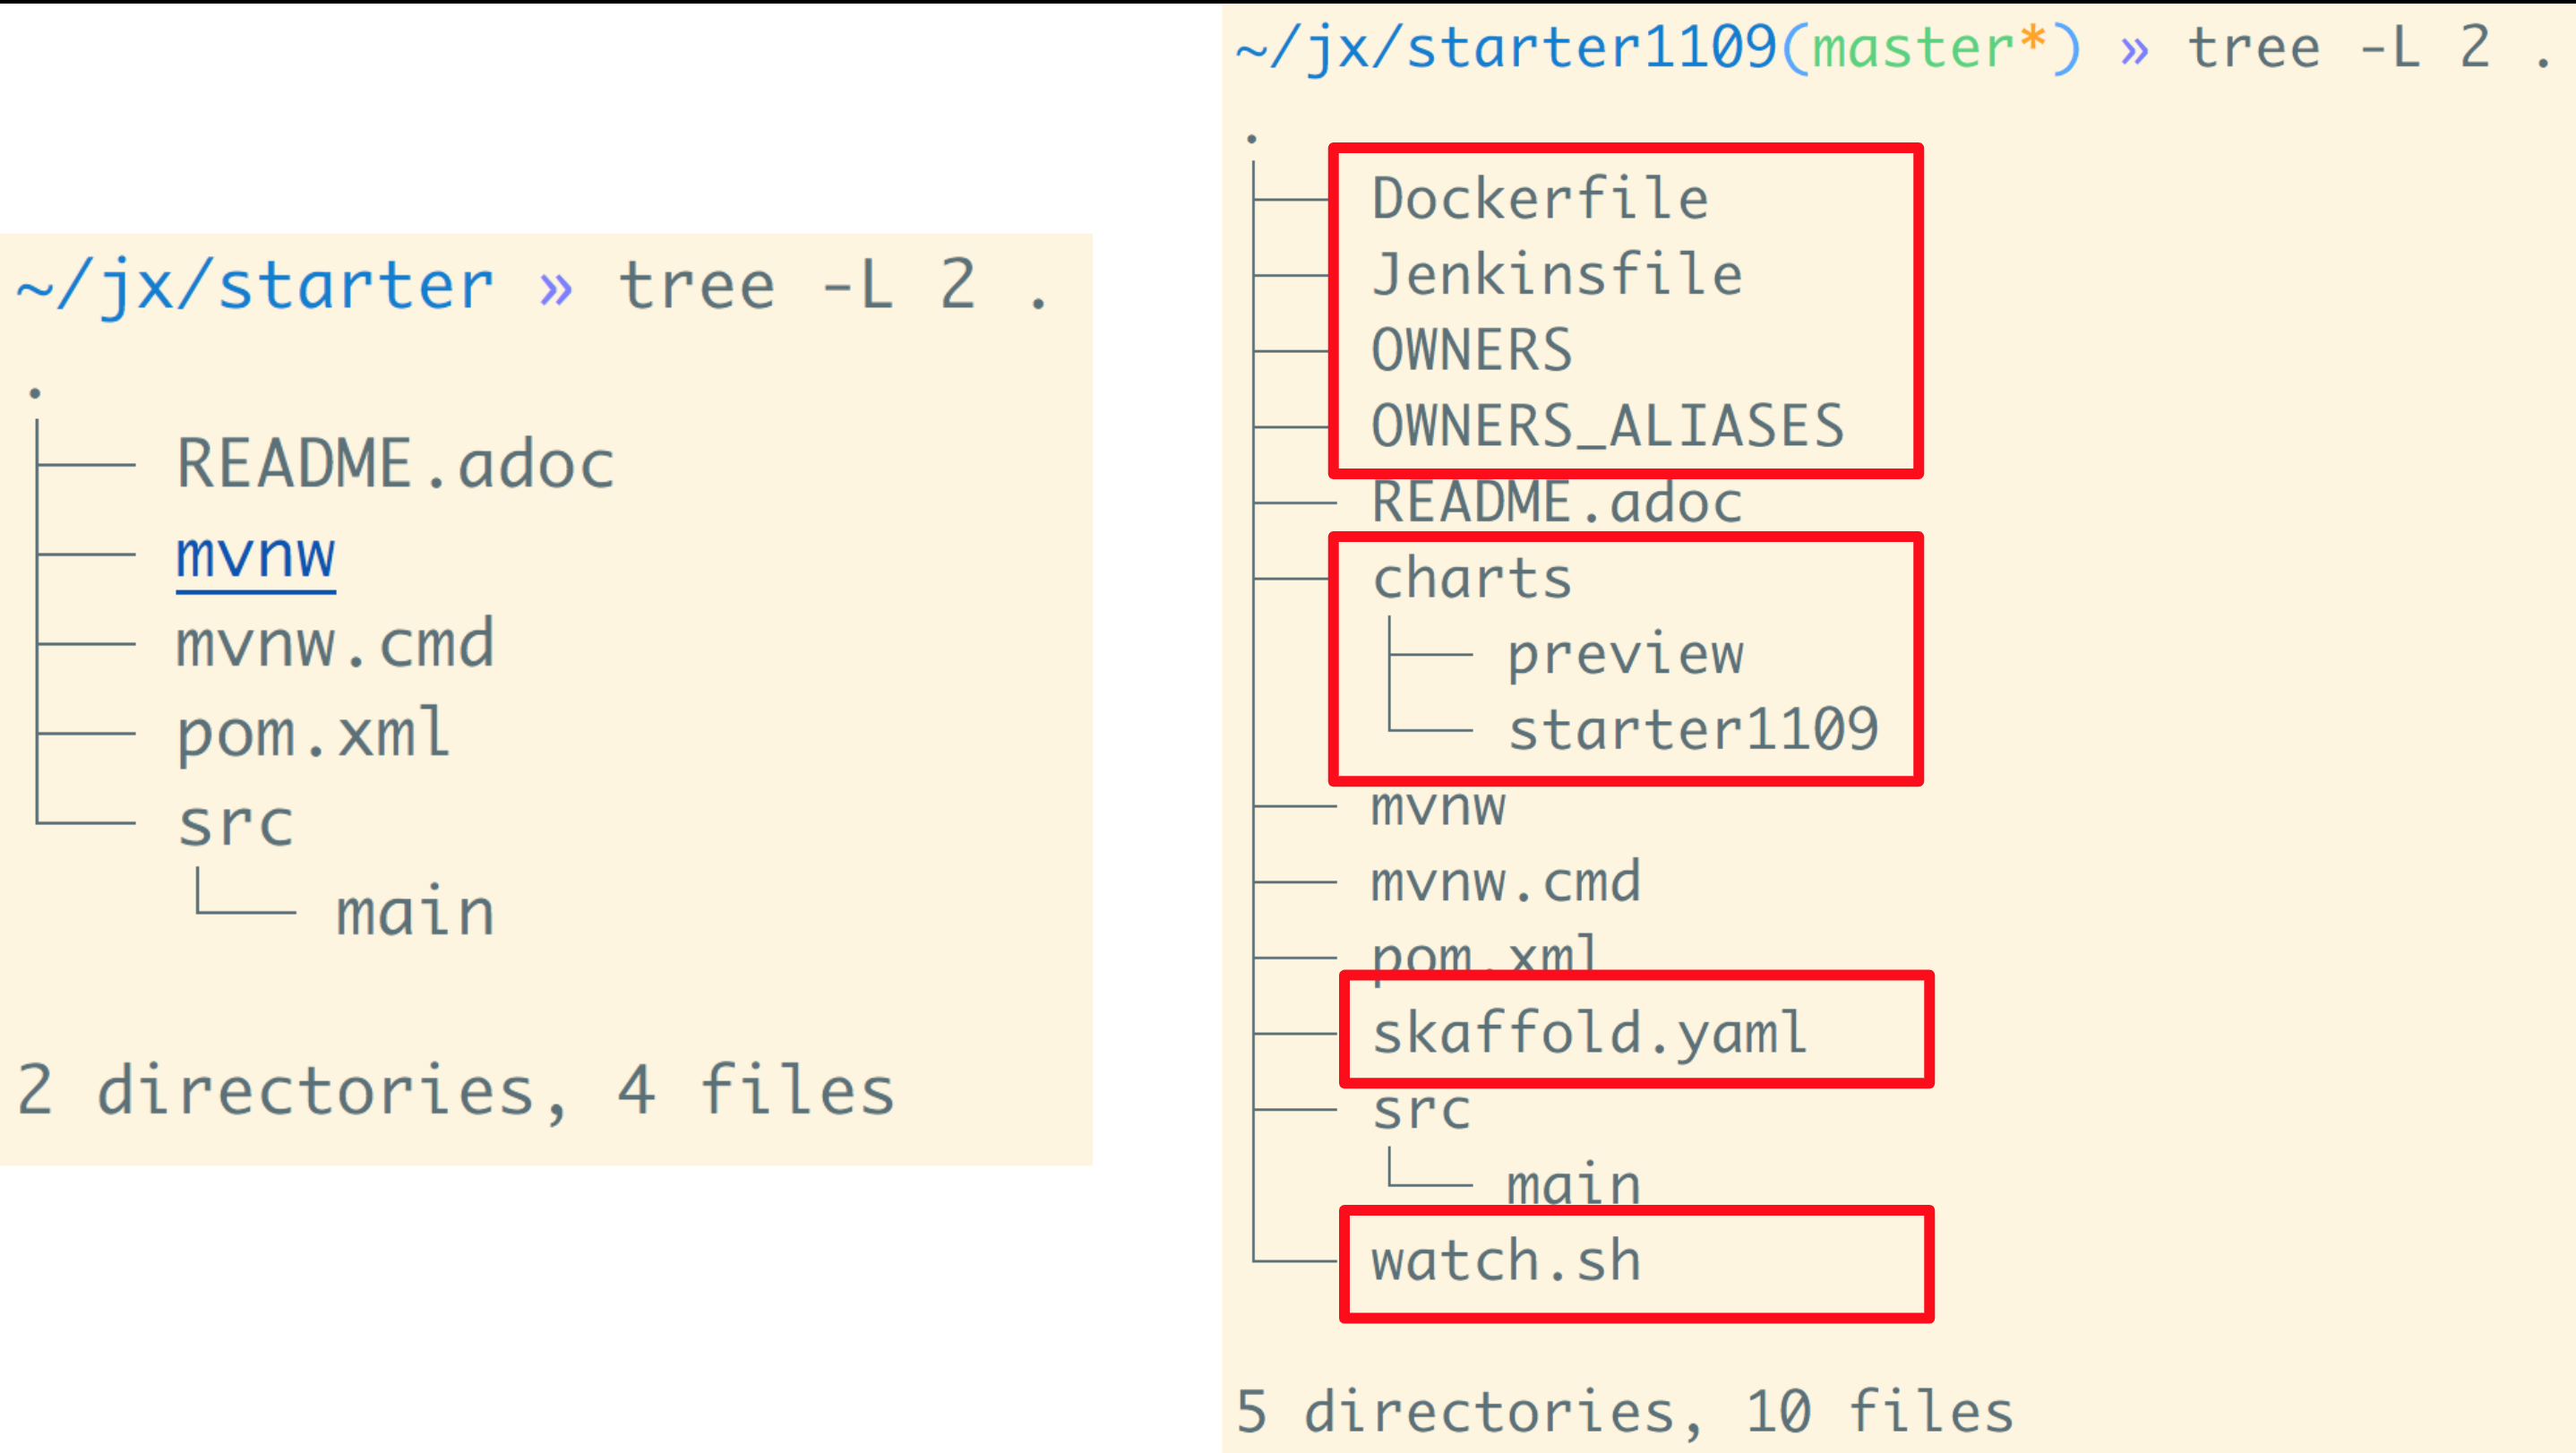 ~/jx/starter » tree -L 2 .
.
├── README.adoc
├── mvnw
├── mvnw.cmd
├── pom.xml
└── src
    └── main
2 directories, 4 files
~/jx/starter1109(master*) » tree -L 2 .
.
├── Dockerfile
├── Jenkinsfile
├── OWNERS
├── OWNERS_ALIASES
├── README.adoc
├── charts
│   ├── preview
│   └── starter1109
├── mvnw
├── mvnw.cmd
├── pom.xml
├── skaffold.yaml
├── src
│   └── main
└── watch.sh
5 directories, 10 files